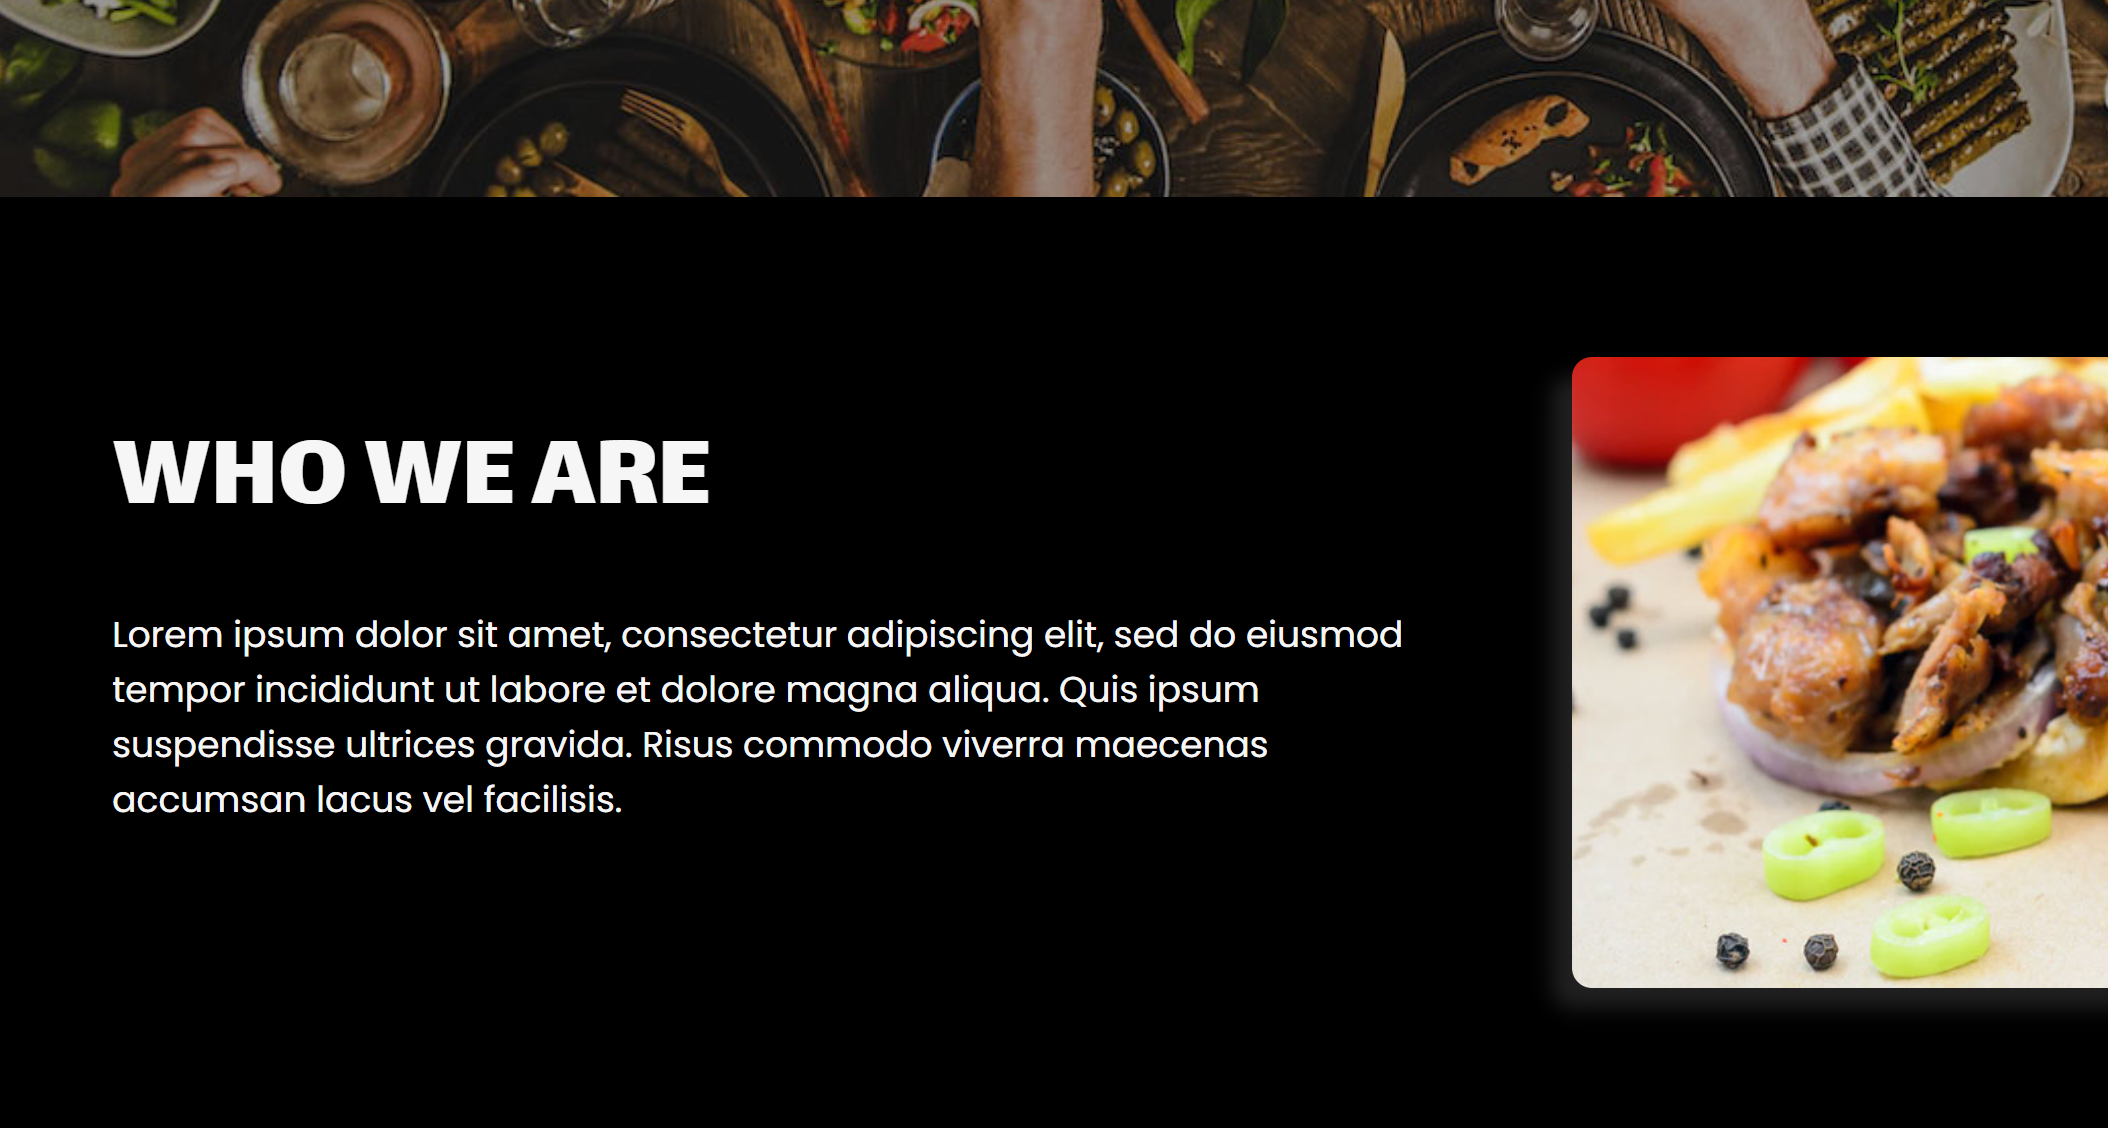 WHO WE ARE
Lorem ipsum dolor sit amet, consectetur adipiscing elit, sed do eiusmod
tempor incididunt ut labore et dolore magna aliqua. Quis ipsum
suspendisse ultrices gravida. Risus commodo viverra maecenas
accumsan lacus vel facilisis.